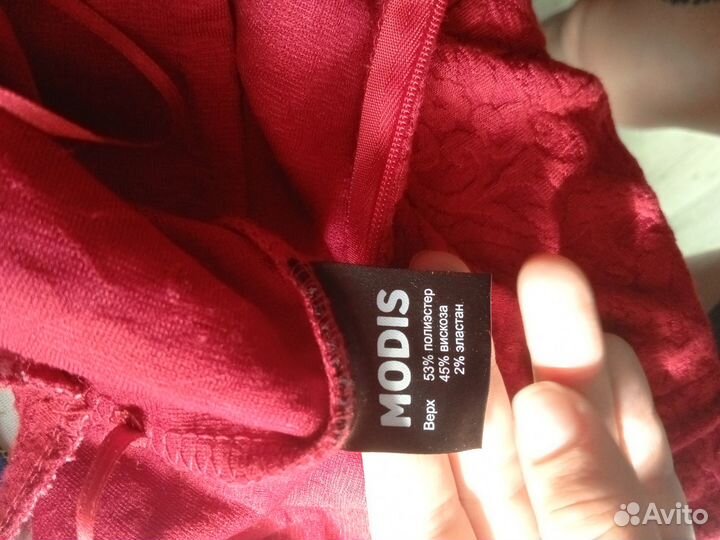 MODIS
Верх 53% полиэстер
45% вискоза
2% эластан
Avito